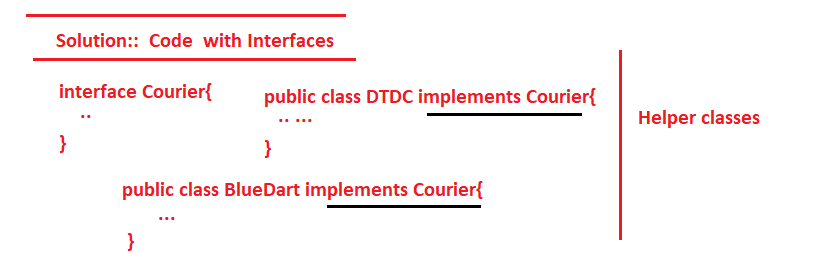 Solution:: Code with Interfaces
interface Courier{
..
}
public class DTDC implements Courier{
.. ...
}
Helper classes
public class BlueDart implements Courier{
...
}